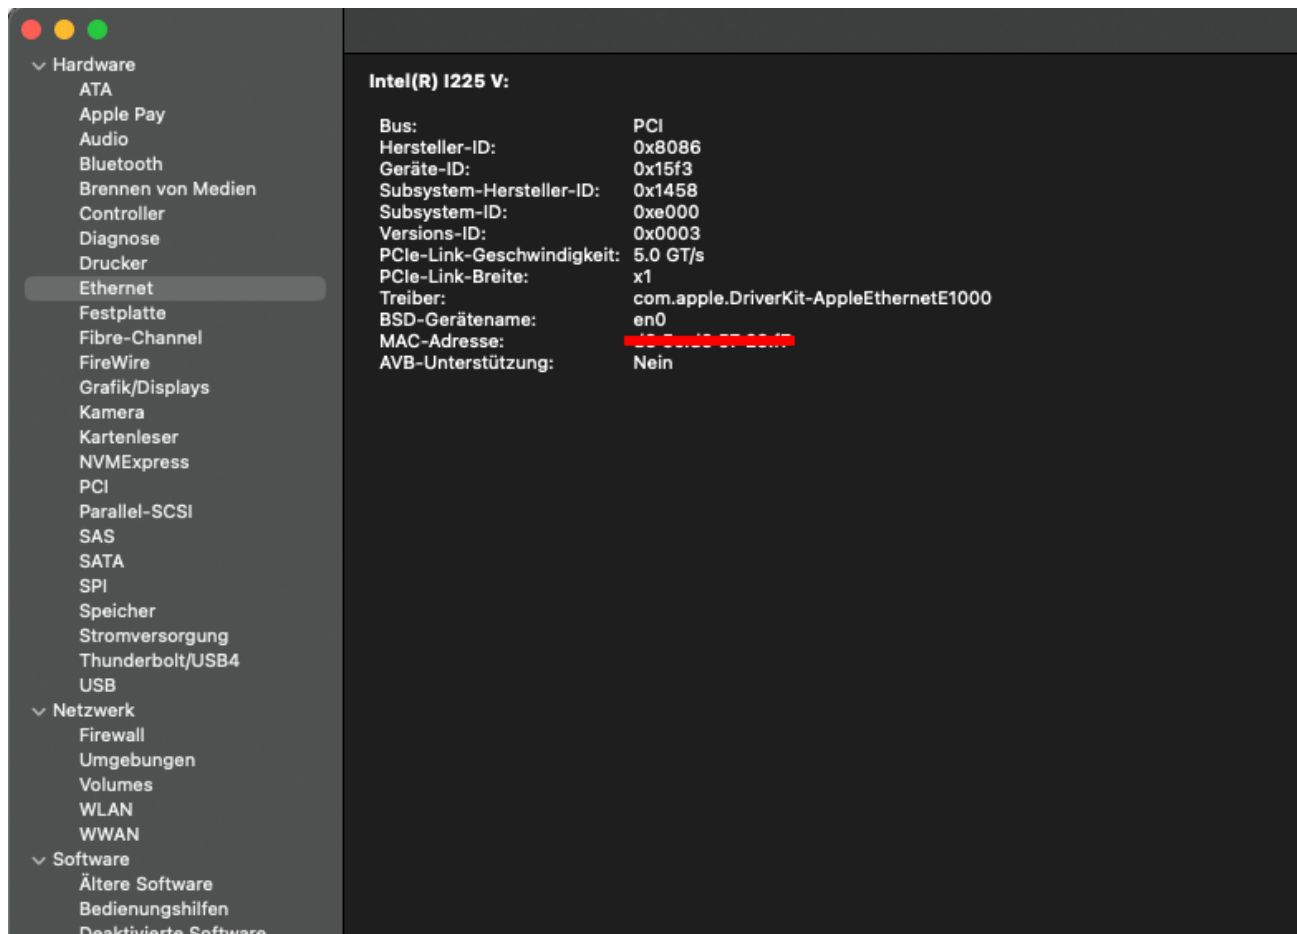 Hardware
ATA
Apple Pay
Audio
Bluetooth
Brennen von Medien
Controller
Diagnose
Drucker
Ethernet
Festplatte
Fibre-Channel
FireWire
Grafik/Displays
Kamera
Kartenleser
NVMExpress
PCI
Parallel-SCSI
SAS
SATA
SPI
Speicher
Stromversorgung
Thunderbolt/USB4
USB
Netzwerk
Firewall
Umgebungen
Volumes
WLAN
WWAN
Software
Ältere Software
Bedienungshilfen
Deaktivierte Software
Intel(R) I225 V:
Bus: PCI
Hersteller-ID: 0x8086
Geräte-ID: 0x15f3
Subsystem-Hersteller-ID: 0x1458
Subsystem-ID: 0xe000
Versions-ID: 0x0003
PCIe-Link-Geschwindigkeit: 5.0 GT/s
PCIe-Link-Breite: x1
Treiber: com.apple.DriverKit-AppleEthernetE1000
BSD-Gerätename: en0
MAC-Adresse:
AVB-Unterstützung: Nein